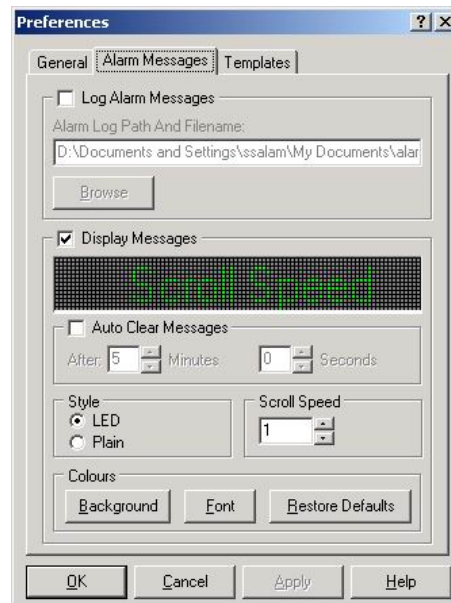 Preferences
General Alarm Messages Templates
Log Alarm Messages
Alarm Log Path And Filename:
D:\Documents and Settings\ssalam\My Documents\alar
Browse
Display Messages
Scroll Speed
Auto Clear Messages
After: 5 Minutes 0 Seconds
Style Scroll Speed
LED 1
Plain
Colours
Background Font Restore Defaults
OK Cancel Apply Help